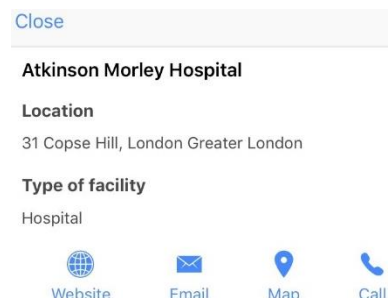 Close
Atkinson Morley Hospital
Location
31 Copse Hill, London Greater London
Type of facility
Hospital
Website Email Map Call